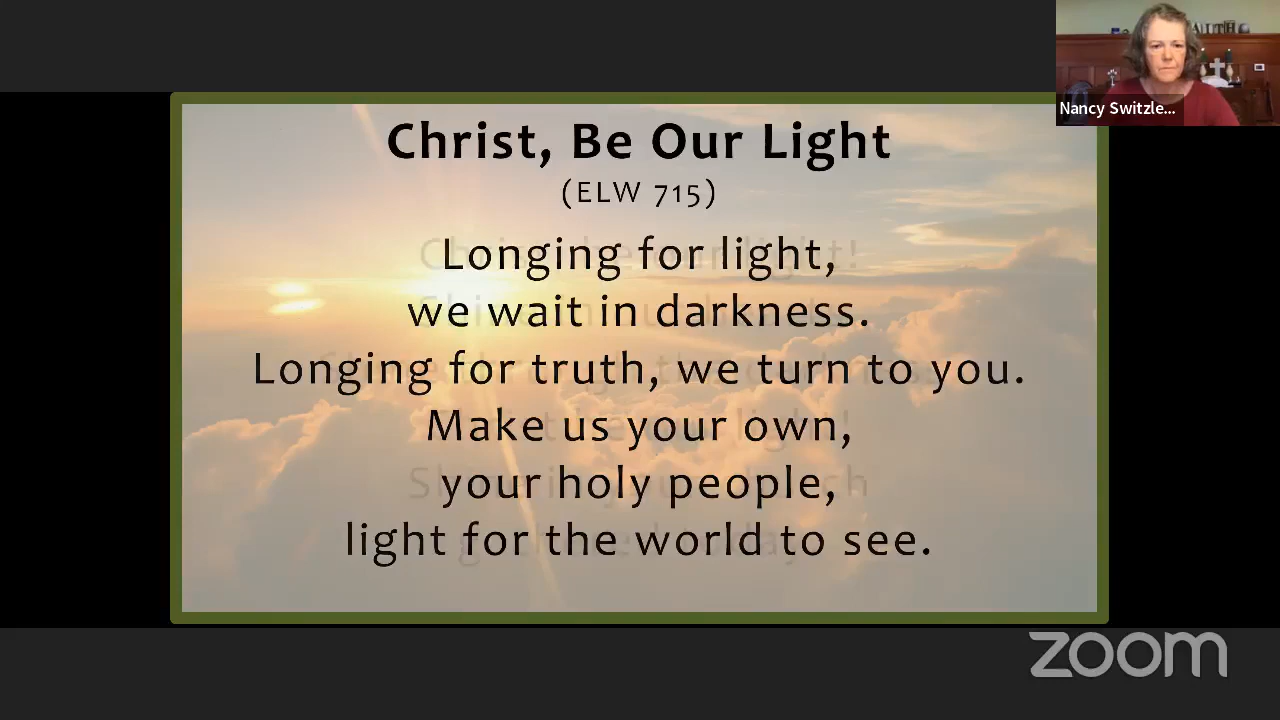 Christ, Be Our Light
(ELW 715)
Longing for light,
we wait in darkness.
Longing for truth, we turn to you.
Make us your own,
your holy people,
light for the world to see.
Nancy Switzle...
zoom